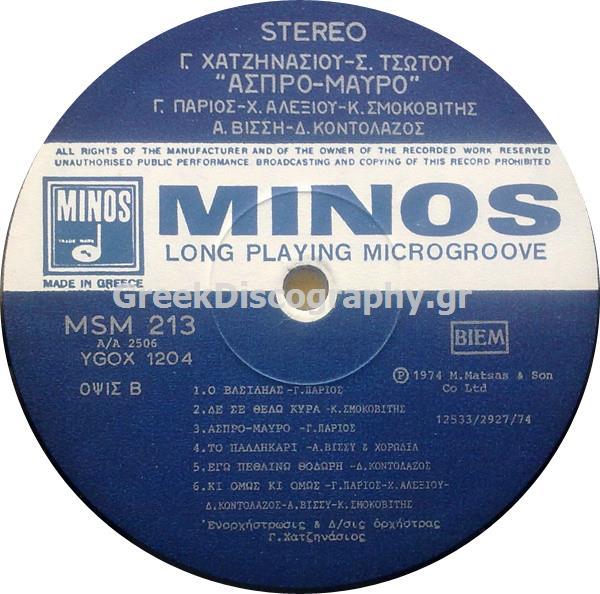 STEREO
Γ. ΧΑΤΖΗΝΑΣΙΟΥ-Σ. ΤΣΩΤΟΥ
"ΑΣΠΡΟ-ΜΑΥΡΟ"
Γ. ΠΑΡΙΟΣ-Χ. ΑΛΕΞΙΟΥ-Κ. ΣΜΟΚΟΒΙΤΗΣ
Α. ΒΙΣΣΗ-Δ. ΚΟΝΤΟΛΑΖΟΣ
ALL RIGHTS OF THE MANUFACTURER AND OF THE OWNER OF THE RECORDED WORK RESERVED
UNAUTHORISED PUBLIC PERFORMANCE BROADCASTING AND COPYING OF THIS RECORD PROHIBITED
MINOS
TRADE MARK
MADE IN GREECE
MINOS
LONG PLAYING MICROGROOVE
GreekDiscography.gr
MSM 213
A/A 2506
YGOX 1204
ΟΨΙΣ Β
BIEM
Ⓟ 1974 M.Matsas & Son
Co Ltd
12533/2927/74
1.Ο ΒΑΣΙΛΗΑΣ-Γ.ΠΑΡΙΟΣ
2.ΔΕ ΣΕ ΘΕΛΩ ΚΥΡΑ-Κ.ΣΜΟΚΟΒΙΤΗΣ
3.ΑΣΠΡΟ-ΜΑΥΡΟ-Γ.ΠΑΡΙΟΣ
4.ΤΟ ΠΑΛΛΗΚΑΡΙ-Α.ΒΙΣΣΥ & ΧΟΡΩΔΙΑ
5.ΕΓΩ ΠΕΘΑΙΝΩ ΘΟΔΩΡΗ-Δ.ΚΟΝΤΟΛΑΖΟΣ
6.ΚΙ ΟΜΩΣ ΚΙ ΟΜΩΣ-Γ.ΠΑΡΙΟΣ-Χ.ΑΛΕΞΙΟΥ-
Δ.ΚΟΝΤΟΛΑΖΟΣ-Α.ΒΙΣΣΥ-Κ.ΣΜΟΚΟΒΙΤΗΣ
Ἐνορχήστρωσις & Δ/σις ὀρχήστρας
Γ.Χατζηνάσιος